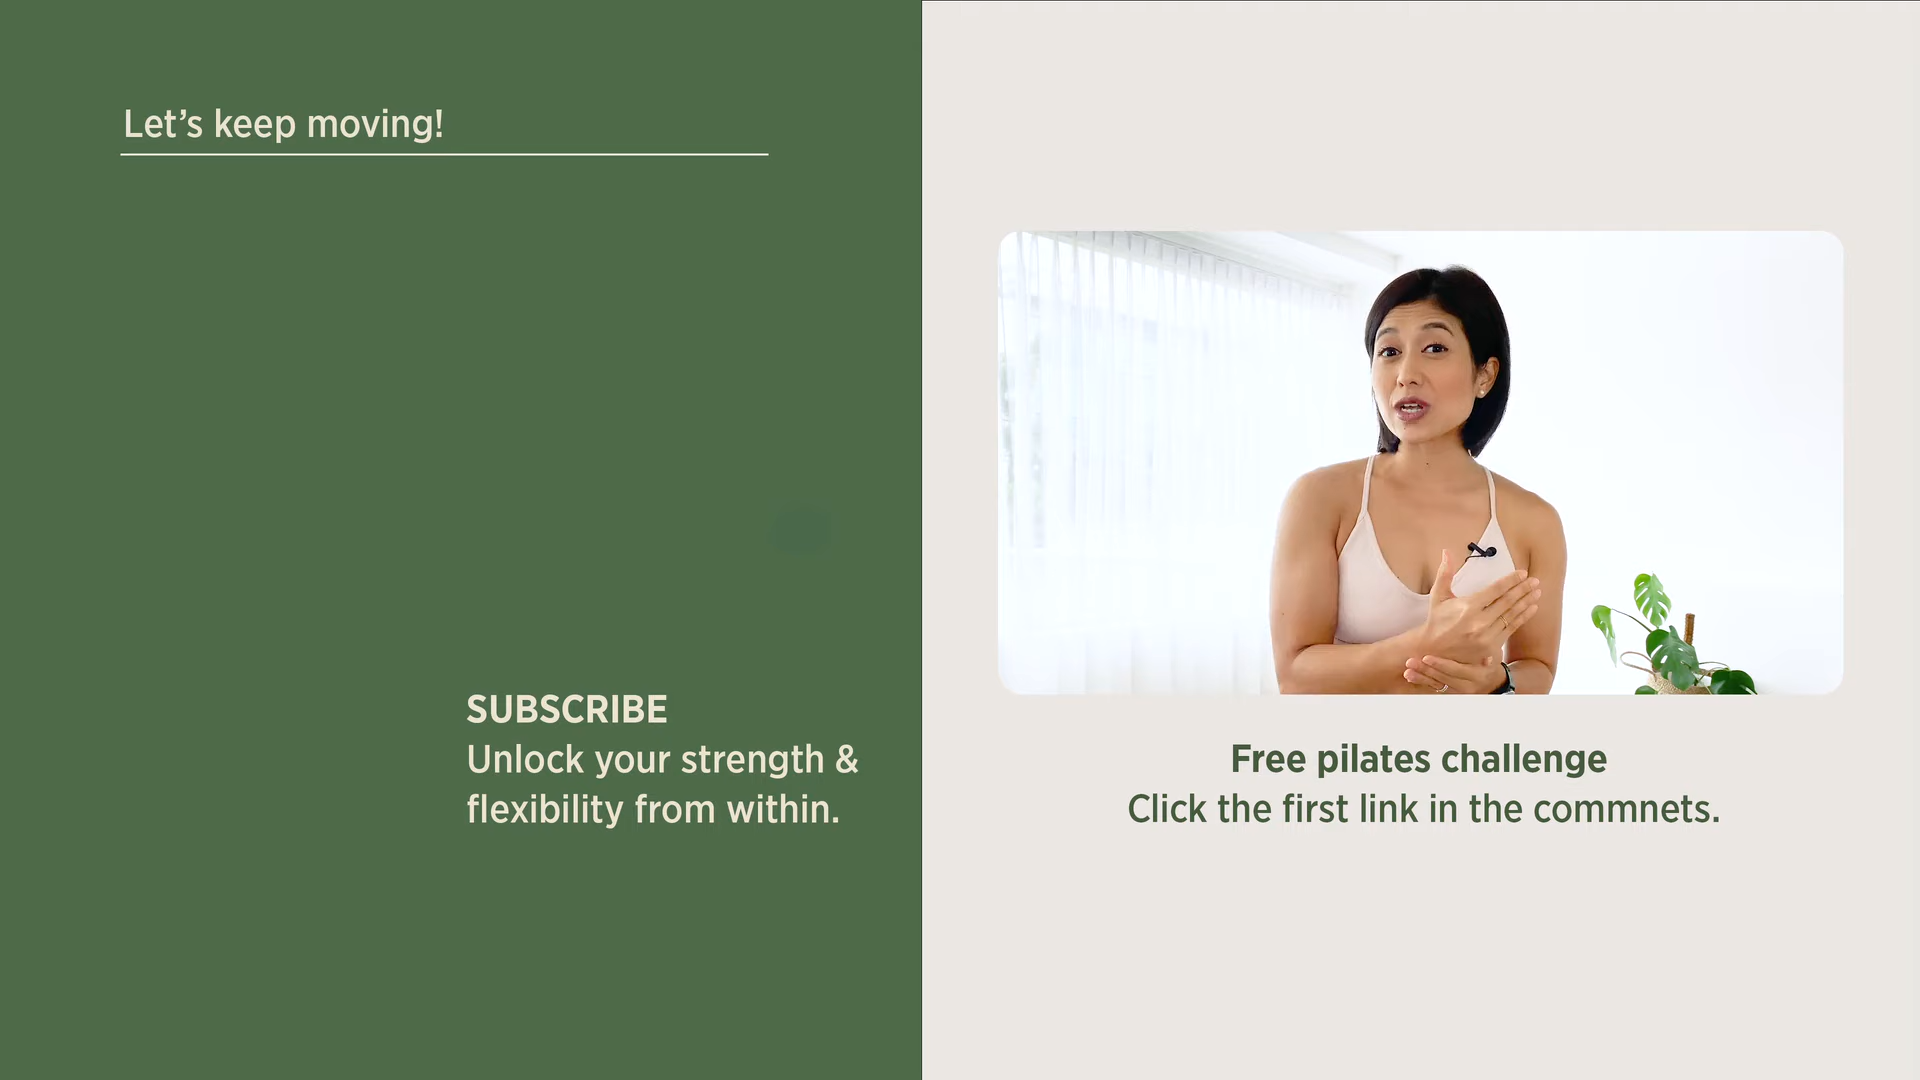 Let’s keep moving!
SUBSCRIBE
Unlock your strength &
flexibility from within.
Free pilates challenge
Click the first link in the commnets.